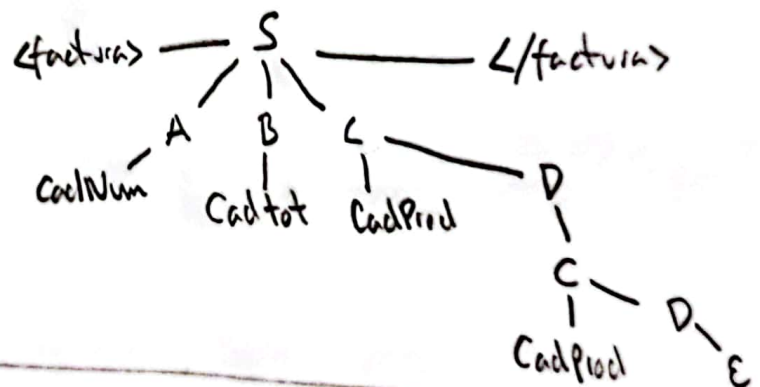 <factura> S </factura>
A B C
CadNum Cadtot CadProd D
C D
CadProd ε